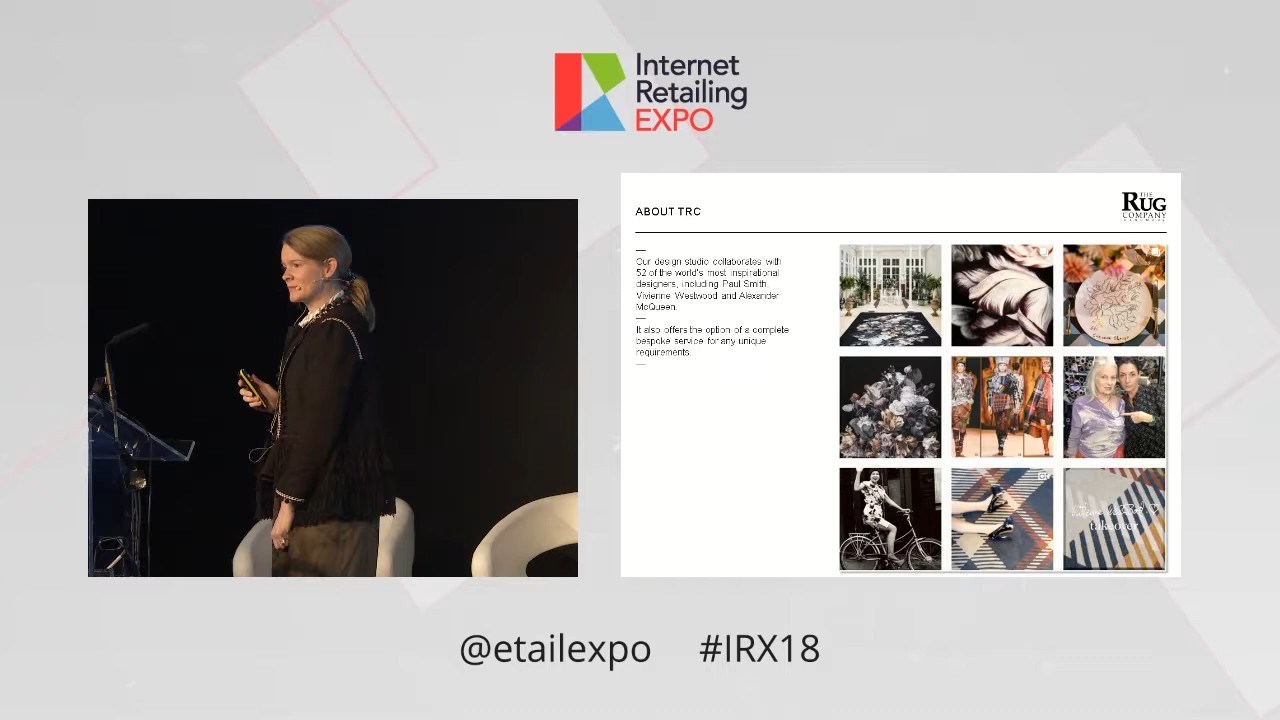 Internet
Retailing
EXPO
ABOUT TRC
THE
RUG
COMPANY
Our design studio collaborates with
52 of the world's most inspirational
designers, including Paul Smith,
Vivienne Westwood and Alexander
McQueen.
It also offers the option of a complete
bespoke service for any unique
requirements.
takeover
@etailexpo #IRX18